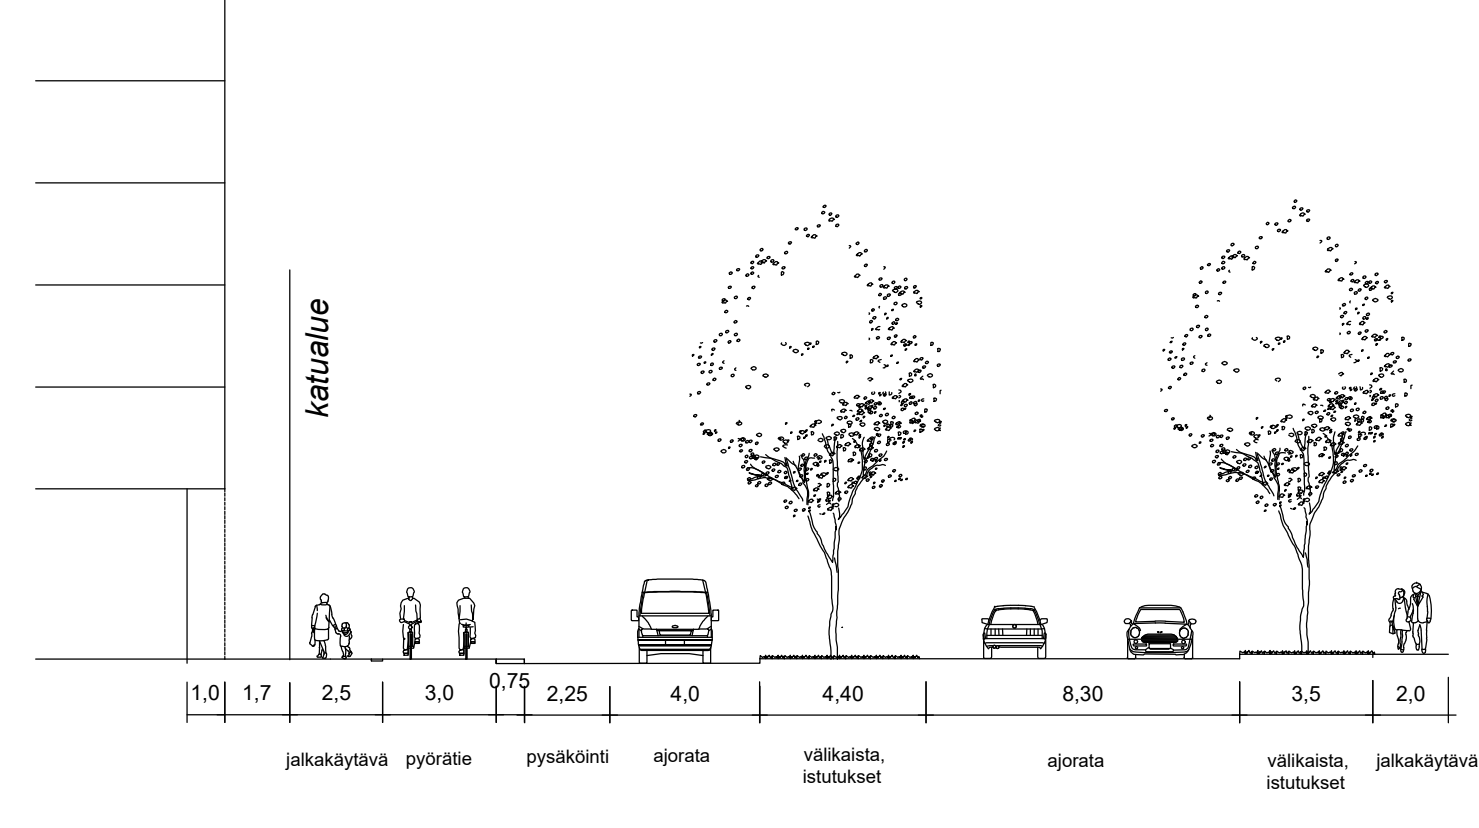 katualue
1,0
1,7
2,5
3,0
0,75
2,25
4,0
4,40
8,30
3,5
2,0
jalkakäytävä
pyörätie
pysäköinti
ajorata
välikaista,
istutukset
ajorata
välikaista,
istutukset
jalkakäytävä